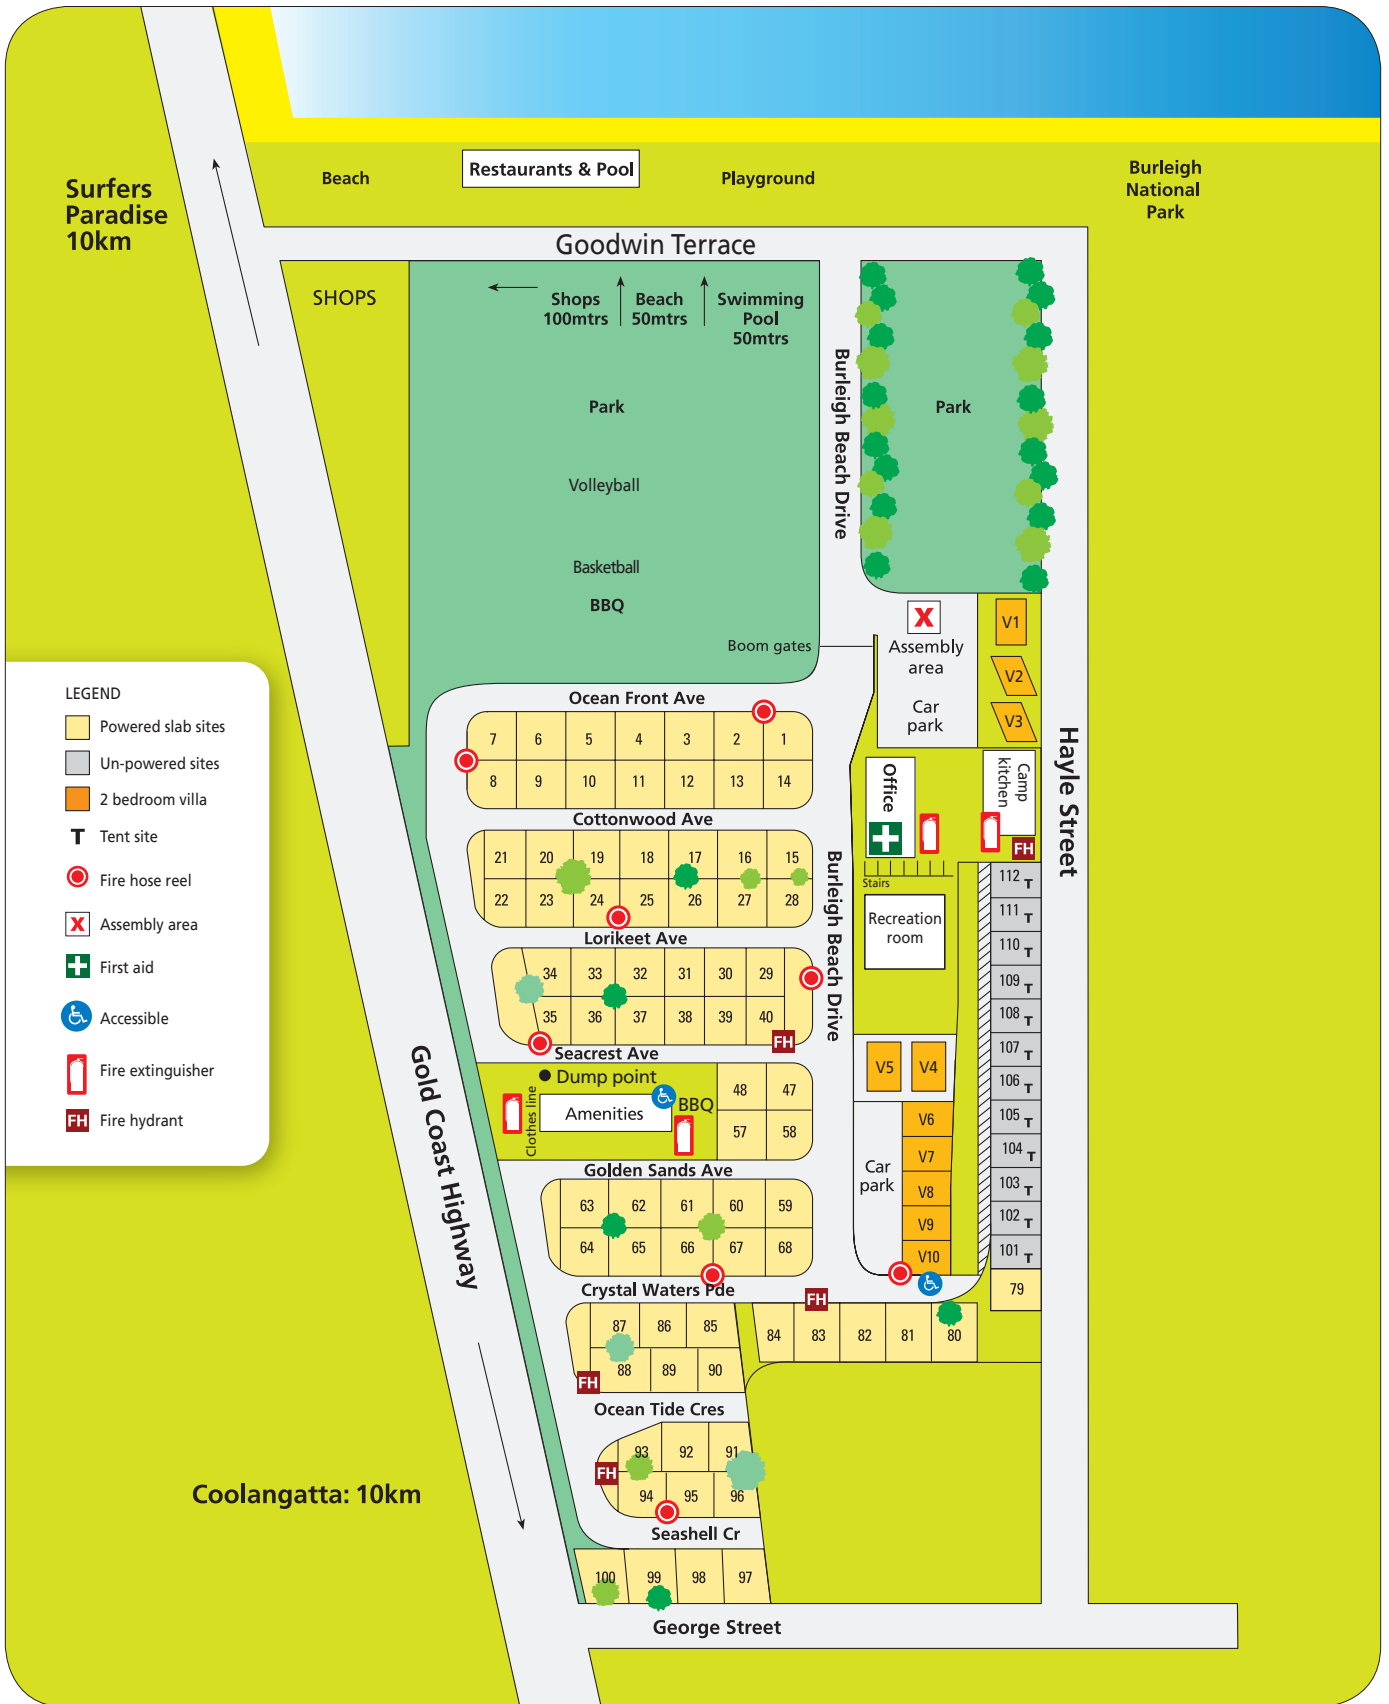 Surfers
Paradise
10km
Beach
Restaurants & Pool
Playground
Burleigh
National
Park
Goodwin Terrace
SHOPS
Shops
100mtrs
Beach
50mtrs
Swimming
Pool
50mtrs
Park
Volleyball
Basketball
BBQ
Burleigh Beach Drive
Park
Boom gates
X
Assembly
area
Car
park
V1
V2
V3
Hayle Street
LEGEND
Powered slab sites
Un-powered sites
2 bedroom villa
T Tent site
Fire hose reel
X Assembly area
First aid
Accessible
Fire extinguisher
FH Fire hydrant
Ocean Front Ave
7 6 5 4 3 2 1
8 9 10 11 12 13 14
Cottonwood Ave
21 20 19 18 17 16 15
22 23 24 25 26 27 28
Lorikeet Ave
34 33 32 31 30 29
35 36 37 38 39 40
FH
Seacrest Ave
Dump point
Clothes line
Amenities
BBQ
48 47
57 58
Golden Sands Ave
63 62 61 60 59
64 65 66 67 68
Crystal Waters Pde
87 86 85
88 89 90
FH
FH
84 83 82 81 80
79
Ocean Tide Cres
93 92 91
FH
94 95 96
Seashell Cr
100 99 98 97
George Street
Office
Camp
kitchen
FH
Stairs
Recreation
room
Burleigh Beach Drive
112 T
111 T
110 T
109 T
108 T
107 T
106 T
105 T
104 T
103 T
102 T
101 T
V5 V4
V6
V7
V8
V9
V10
Car
park
Gold Coast Highway
Coolangatta: 10km